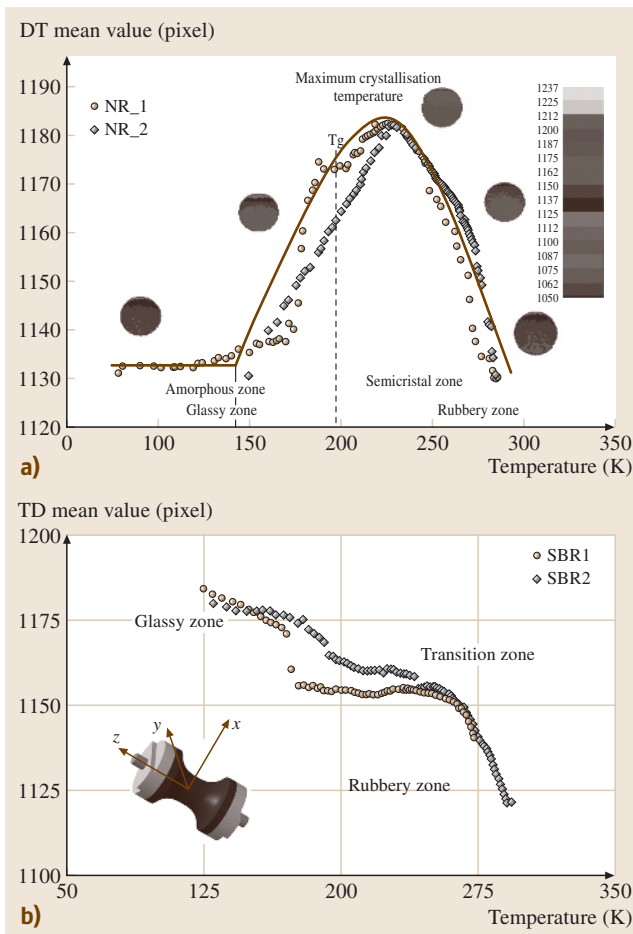 DT mean value (pixel)
1190
1180
1170
1160
1150
1140
1130
1120
NR_1
NR_2
Maximum crystallisation
temperature
Tg
1237
1225
1212
1200
1187
1175
1162
1150
1137
1125
1112
1100
1087
1075
1062
1050
Amorphous zone
Glassy zone
Semicristal zone
Rubbery zone
0 50 100 150 200 250 300 350
a)
Temperature (K)
TD mean value (pixel)
1200
1175
1150
1125
1100
SBR1
SBR2
Glassy zone
Transition zone
z y x
Rubbery zone
50 125 200 275 350
b)
Temperature (K)